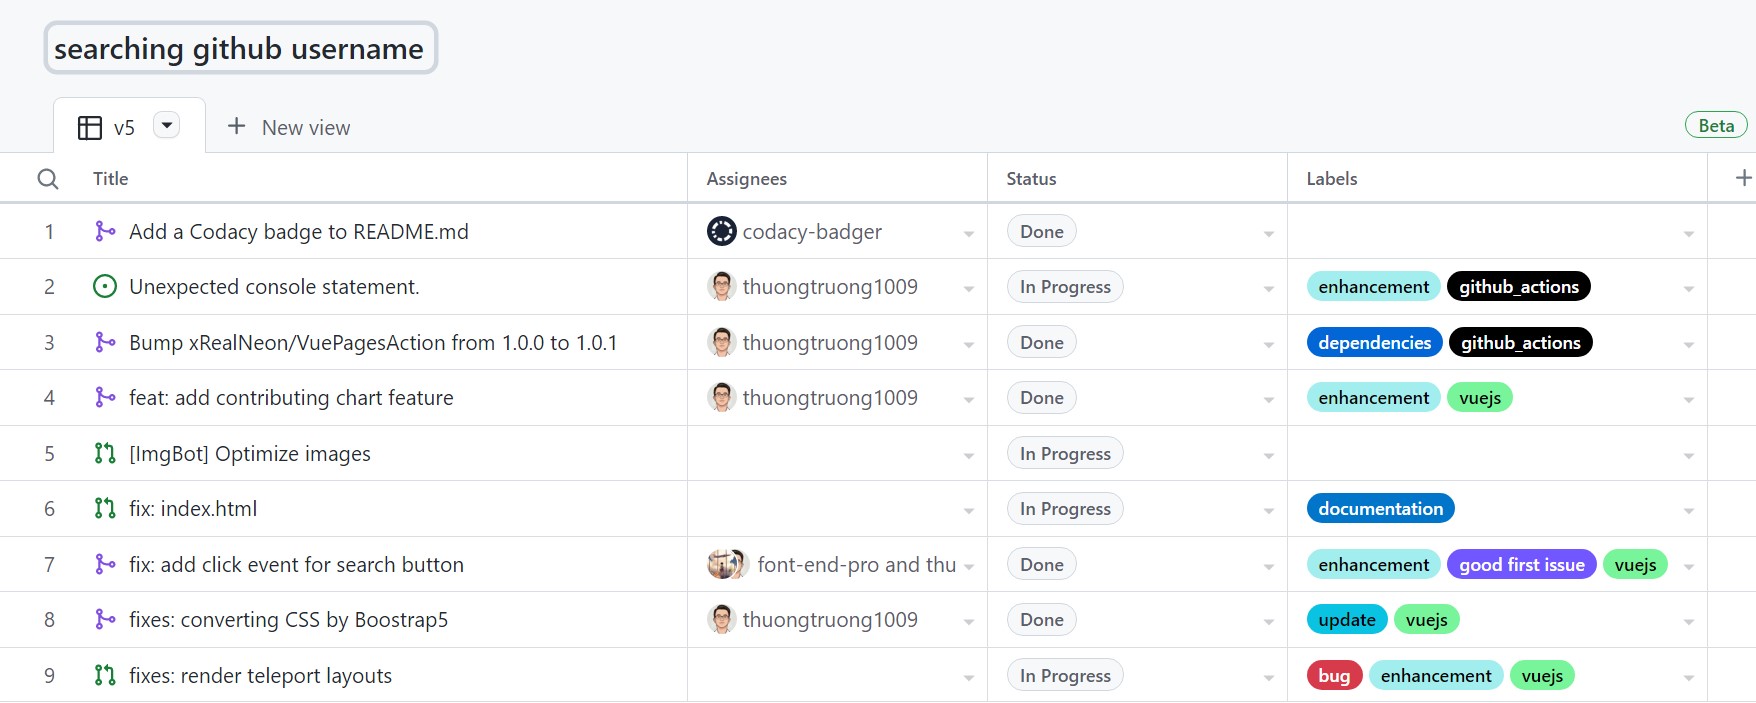 searching github username
v5 New view Beta
Title Assignees Status Labels
1 Add a Codacy badge to README.md codacy-badger Done
2 Unexpected console statement. thuongtruong1009 In Progress enhancement github_actions
3 Bump xRealNeon/VuePagesAction from 1.0.0 to 1.0.1 thuongtruong1009 Done dependencies github_actions
4 feat: add contributing chart feature thuongtruong1009 Done enhancement vuejs
5 [ImgBot] Optimize images In Progress
6 fix: index.html In Progress documentation
7 fix: add click event for search button font-end-pro and thu Done enhancement good first issue vuejs
8 fixes: converting CSS by Boostrap5 thuongtruong1009 Done update vuejs
9 fixes: render teleport layouts In Progress bug enhancement vuejs